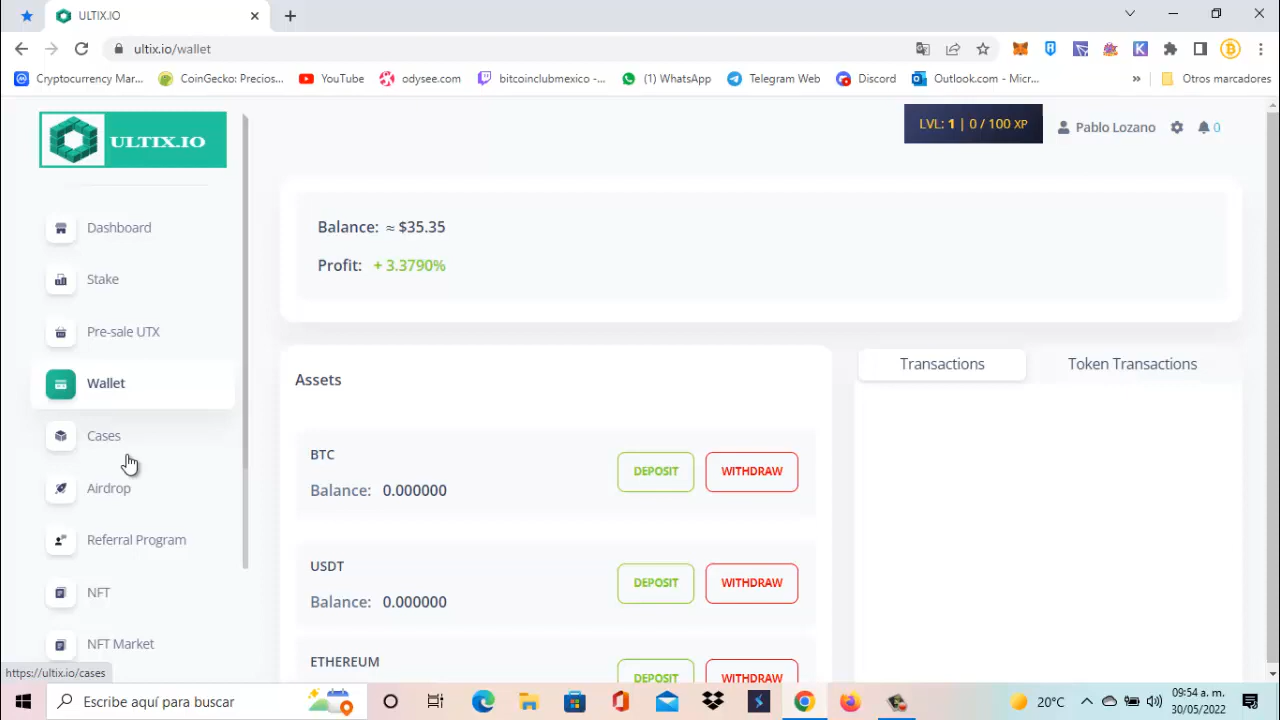 ULTIX.IO
ultix.io/wallet
Cryptocurrency Mar...
CoinGecko: Precios...
YouTube
odysee.com
bitcoinclubmexico - ...
(1) WhatsApp
Telegram Web
Discord
Outlook.com - Micr...
»
Otros marcadores
ULTIX.IO
LVL: 1 | 0 / 100 XP
Pablo Lozano
0
Dashboard
Stake
Pre-sale UTX
Wallet
Cases
Airdrop
Referral Program
NFT
NFT Market
Balance: ≈ $35.35
Profit: + 3.3790%
Assets
Transactions
Token Transactions
BTC
Balance: 0.000000
DEPOSIT
WITHDRAW
USDT
Balance: 0.000000
DEPOSIT
WITHDRAW
ETHEREUM
DEPOSIT
WITHDRAW
https://ultix.io/cases
Escribe aquí para buscar
20°C
09:54 a. m.
30/05/2022